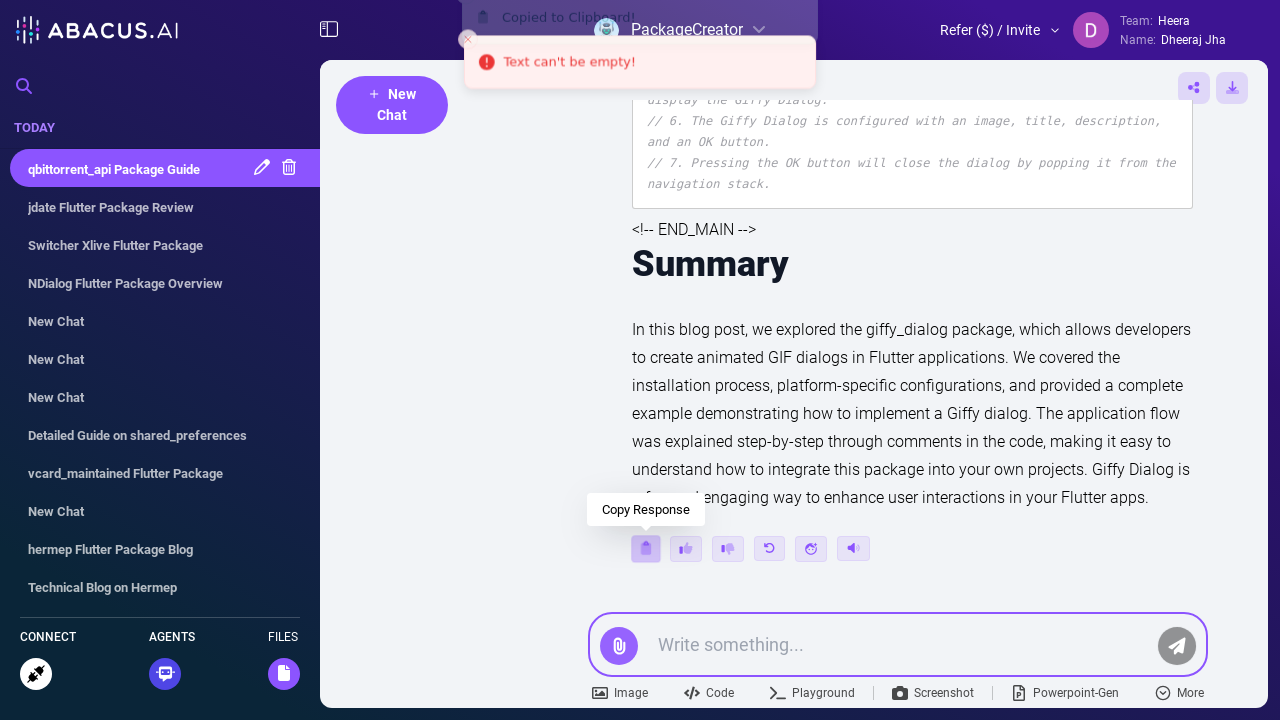 ABACUS.AI
Copied to Clipboard!
PackageCreator
Refer ($) / Invite
D
Team: Heera
Name: Dheeraj Jha
Text can't be empty!
TODAY
qbittorrent_api Package Guide
jdate Flutter Package Review
Switcher Xlive Flutter Package
NDialog Flutter Package Overview
New Chat
New Chat
New Chat
Detailed Guide on shared_preferences
vcard_maintained Flutter Package
New Chat
hermep Flutter Package Blog
Technical Blog on Hermep
CONNECT
AGENTS
FILES
+ New
Chat
display the Giffy Dialog.
// 6. The Giffy Dialog is configured with an image, title, description,
and an OK button.
// 7. Pressing the OK button will close the dialog by popping it from the
navigation stack.
<!-- END_MAIN -->
Summary
In this blog post, we explored the giffy_dialog package, which allows developers
to create animated GIF dialogs in Flutter applications. We covered the
installation process, platform-specific configurations, and provided a complete
example demonstrating how to implement a Giffy dialog. The application flow
was explained step-by-step through comments in the code, making it easy to
understand how to integrate this package into your own projects. Giffy Dialog is
engaging way to enhance user interactions in your Flutter apps.
Copy Response
Write something...
Image
Code
Playground
Screenshot
Powerpoint-Gen
More